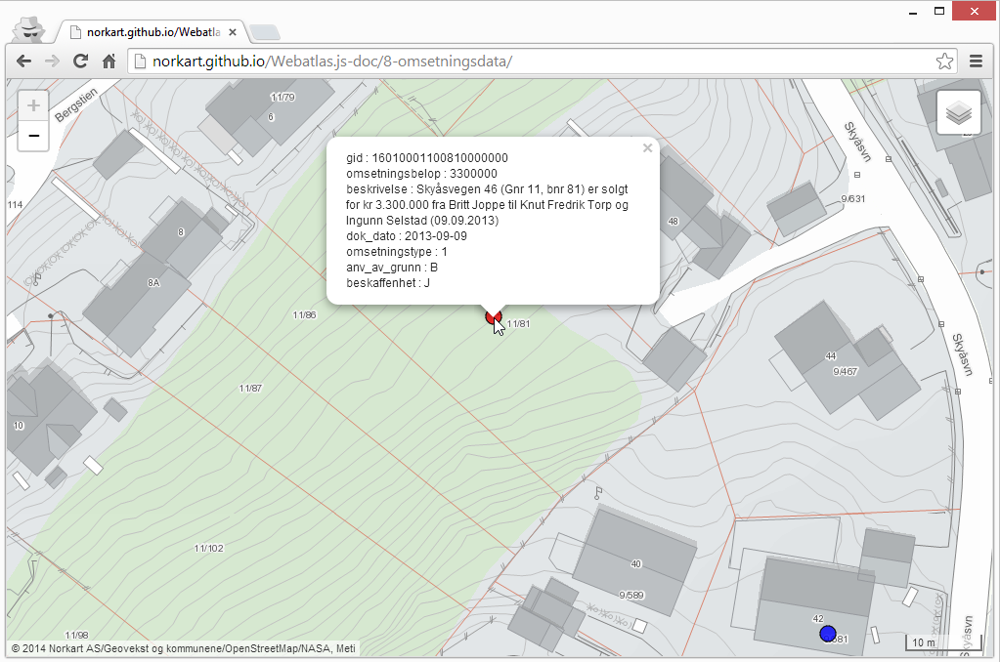 norkart.github.io/Webatla
norkart.github.io/Webatlas.js-doc/8-omsetningsdata/
+
−
Bergstien
11/79
6
Skyåsvn
gid : 16010001100810000000
omsetningsbelop : 3300000
beskrivelse : Skyåsvegen 46 (Gnr 11, bnr 81) er solgt
for kr 3.300.000 fra Britt Joppe til Knut Fredrik Torp og
Ingunn Selstad (09.09.2013)
dok_dato : 2013-09-09
omsetningstype : 1
anv_av_grunn : B
beskaffenhet : J
114
9/631
48
8
8A
11/86
11/81
Skyåsvn
44
9/467
11/87
10
11/102
40
9/589
42
11/98
Skyåsvn
10 m
© 2014 Norkart AS/Geovekst og kommunene/OpenStreetMap/NASA, Meti